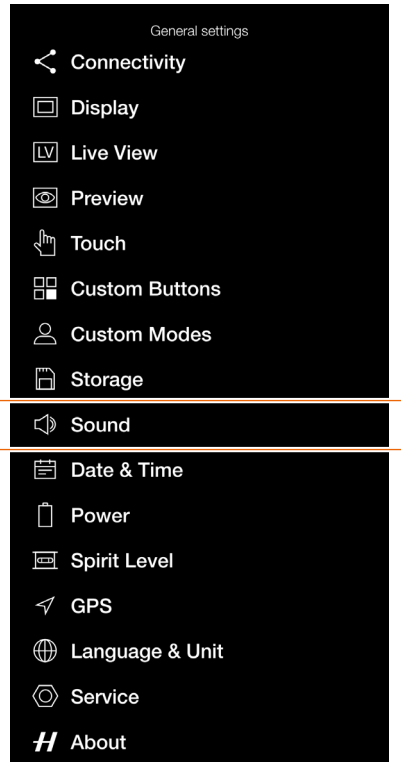 General settings
Connectivity
Display
LV Live View
Preview
Touch
Custom Buttons
Custom Modes
Storage
Sound
Date & Time
Power
Spirit Level
GPS
Language & Unit
Service
H About